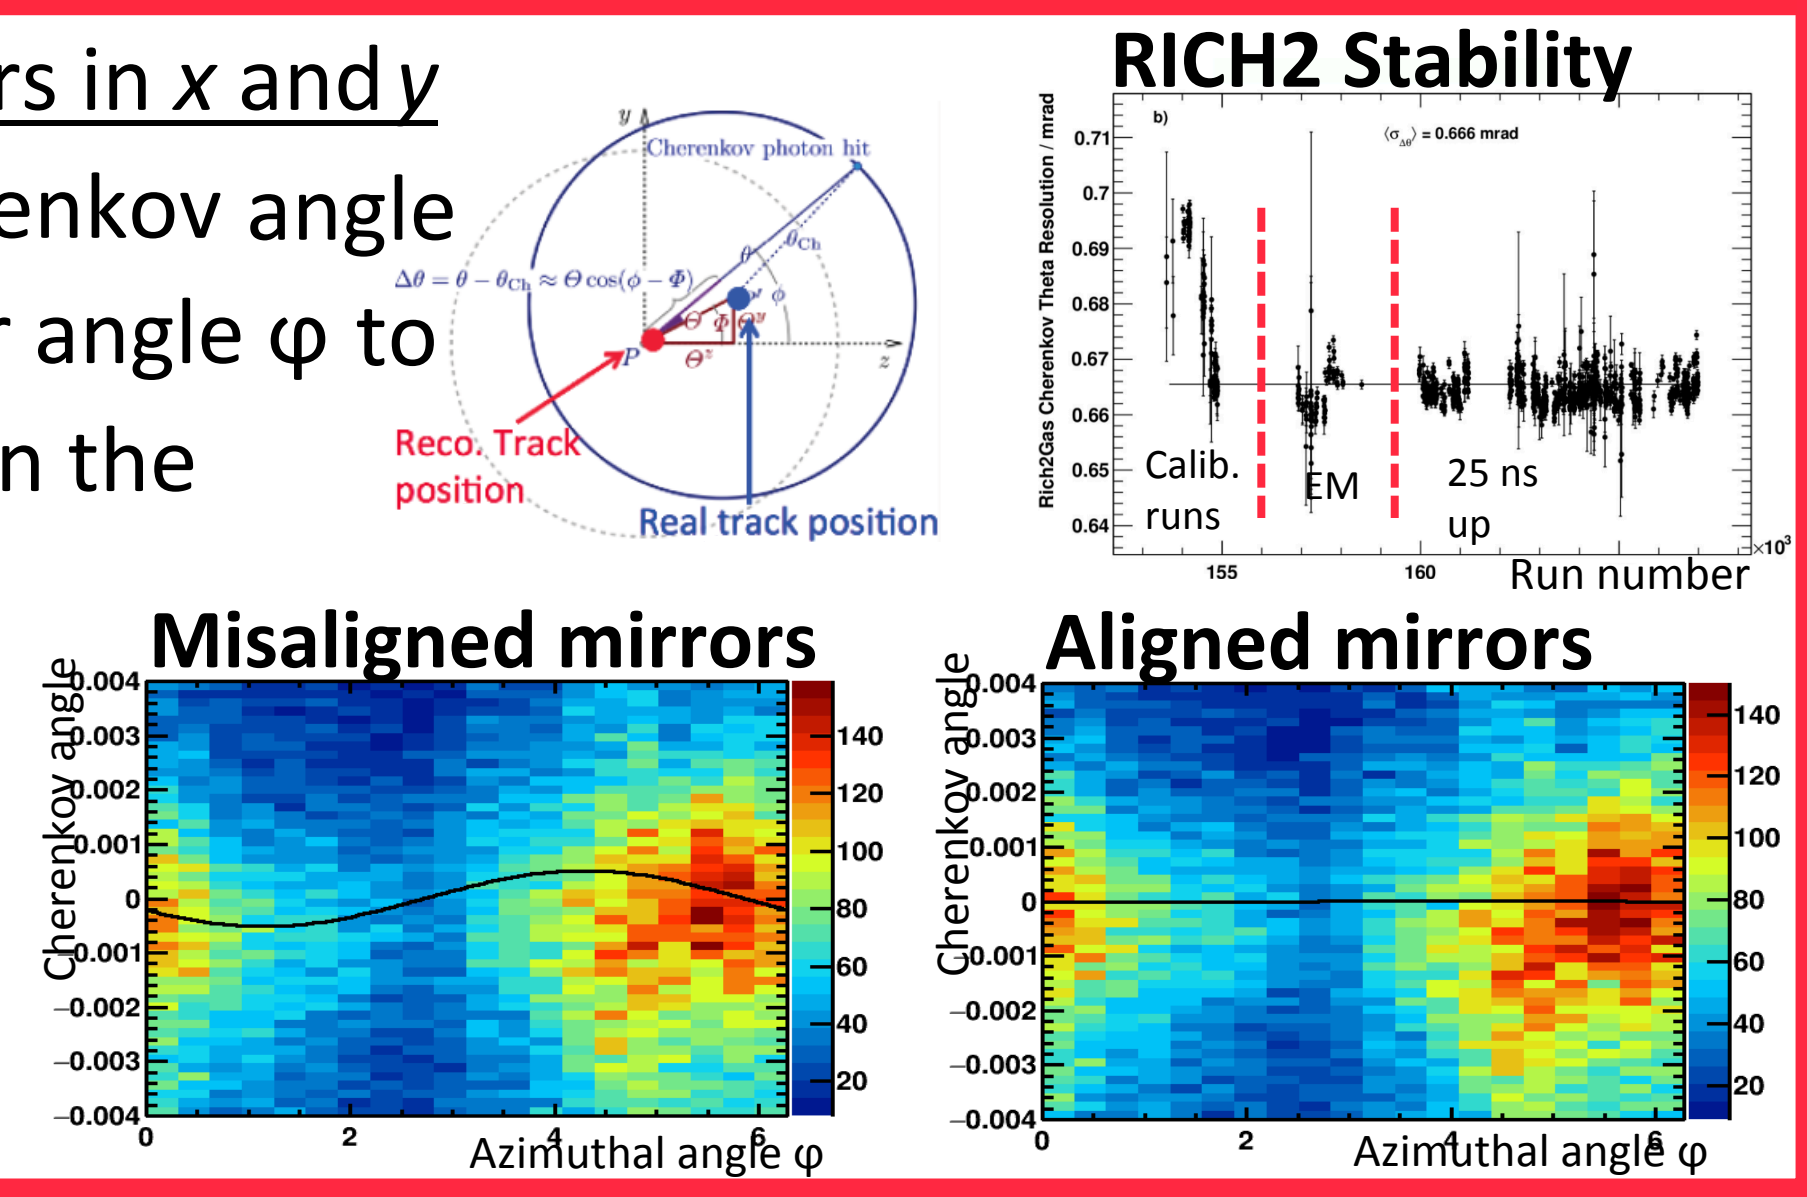 rs in x and y
enkov angle
r angle φ to
n the
y
Cherenkov photon hit
θ
θCh
Δθ = θ − θCh ≈ Θ cos(ϕ − Φ)
ϕ
Θ Φ Θy
P
Θz
z
Reco. Track
position
Real track position
RICH2 Stability
Rich2Gas Cherenkov Theta Resolution / mrad
b)
⟨σΔθ⟩ = 0.666 mrad
0.71
0.7
0.69
0.68
0.67
0.66
0.65
0.64
Calib.
runs
EM
25 ns
up
×10³
155 160
Run number
Misaligned mirrors
Cherenkov angle
0.004
0.003
0.002
0.001
0
−0.001
−0.002
−0.003
−0.004
0 2 4 6
140
120
100
80
60
40
20
Azimuthal angle φ
Aligned mirrors
Cherenkov angle
0.004
0.003
0.002
0.001
0
−0.001
−0.002
−0.003
−0.004
0 2 4 6
140
120
100
80
60
40
20
Azimuthal angle φ